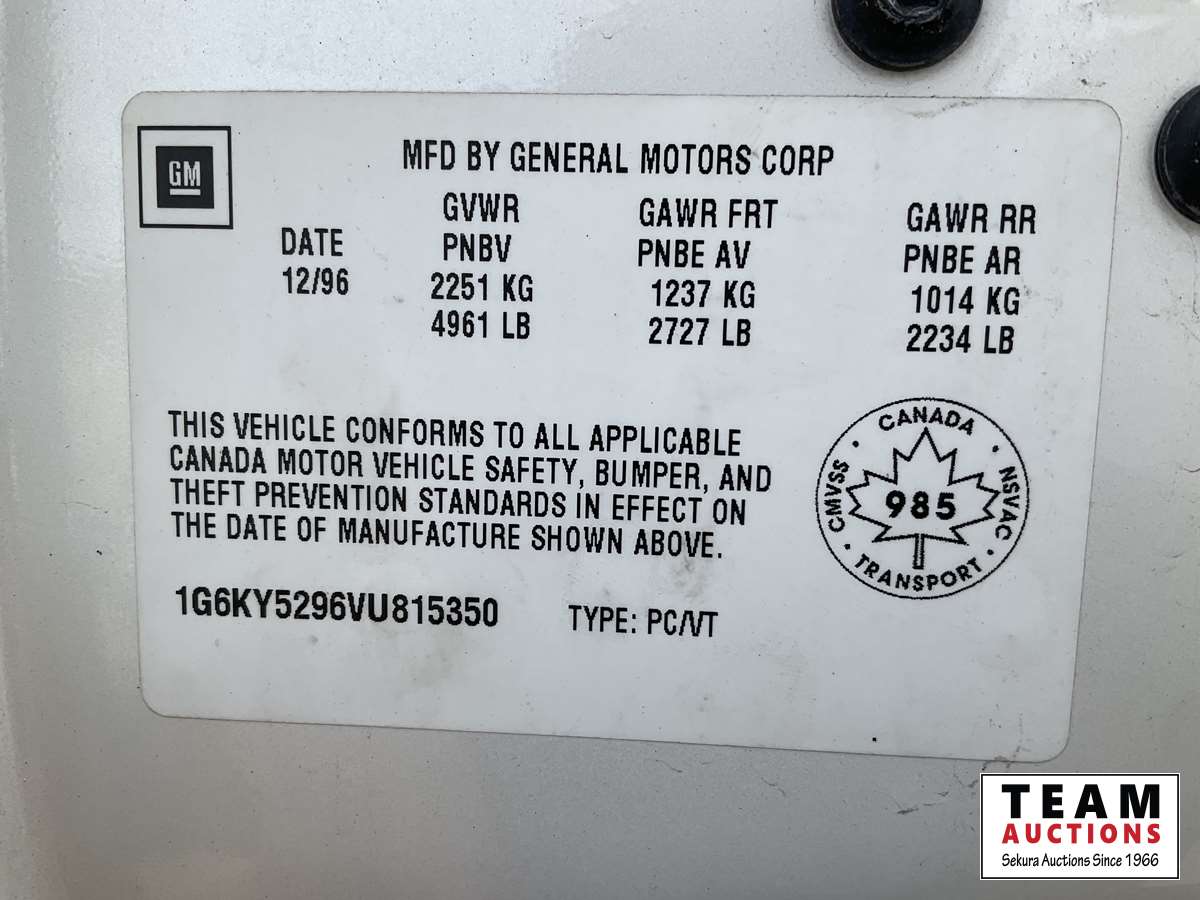 GM
MFD BY GENERAL MOTORS CORP
DATE
12/96
GVWR
PNBV
2251 KG
4961 LB
GAWR FRT
PNBE AV
1237 KG
2727 LB
GAWR RR
PNBE AR
1014 KG
2234 LB
THIS VEHICLE CONFORMS TO ALL APPLICABLE
CANADA MOTOR VEHICLE SAFETY, BUMPER, AND
THEFT PREVENTION STANDARDS IN EFFECT ON
THE DATE OF MANUFACTURE SHOWN ABOVE.
CANADA
CMVSS
985
NSVAC
TRANSPORT
1G6KY5296VU815350 TYPE: PC/VT
TEAM
AUCTIONS
Sekura Auctions Since 1966